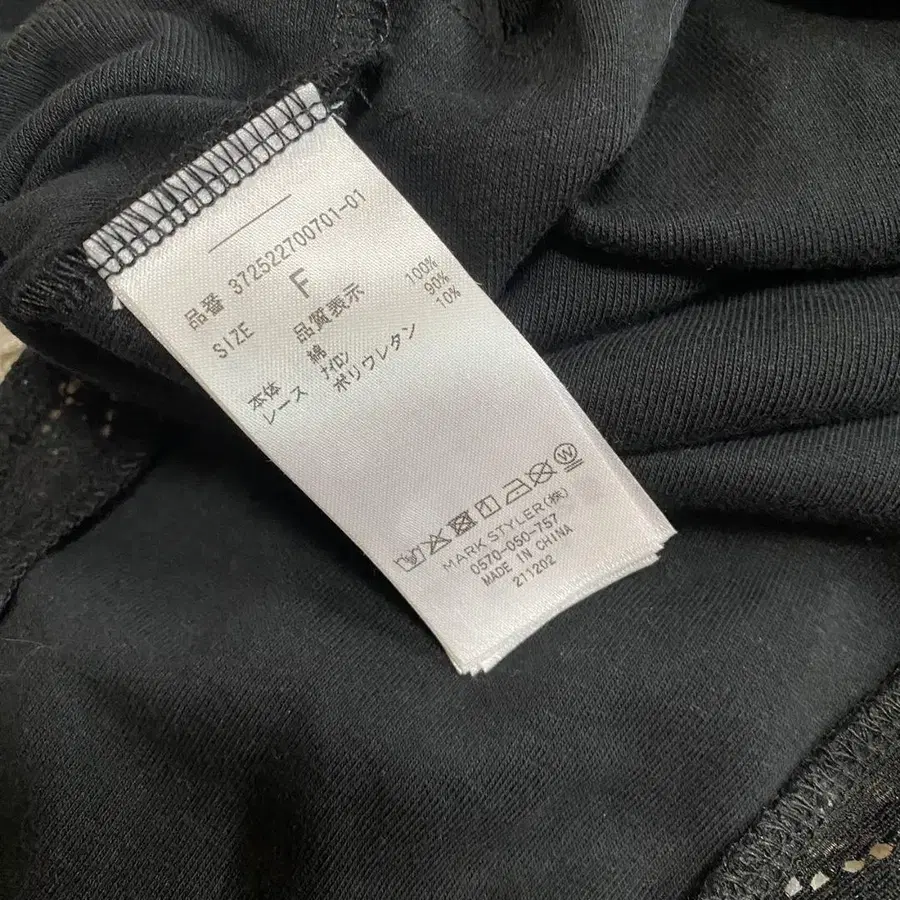 品番 372522700701-01
SIZE F
品質表示
本体 綿 100%
レース ナイロン 90%
ポリウレタン 10%
W
MARK STYLER(株)
0570-050-757
MADE IN CHINA
211202